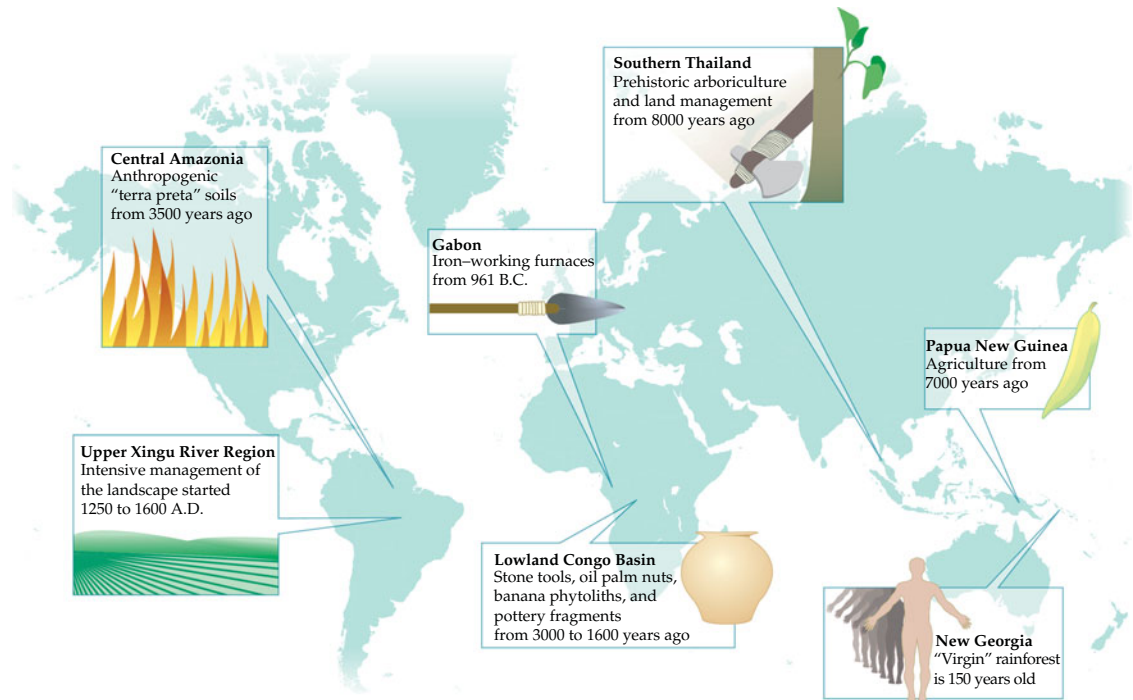 Southern Thailand
Prehistoric arboriculture
and land management
from 8000 years ago
Central Amazonia
Anthropogenic
“terra preta” soils
from 3500 years ago
Gabon
Iron–working furnaces
from 961 B.C.
Papua New Guinea
Agriculture from
7000 years ago
Upper Xingu River Region
Intensive management of
the landscape started
1250 to 1600 A.D.
Lowland Congo Basin
Stone tools, oil palm nuts,
banana phytoliths, and
pottery fragments
from 3000 to 1600 years ago
New Georgia
“Virgin” rainforest
is 150 years old